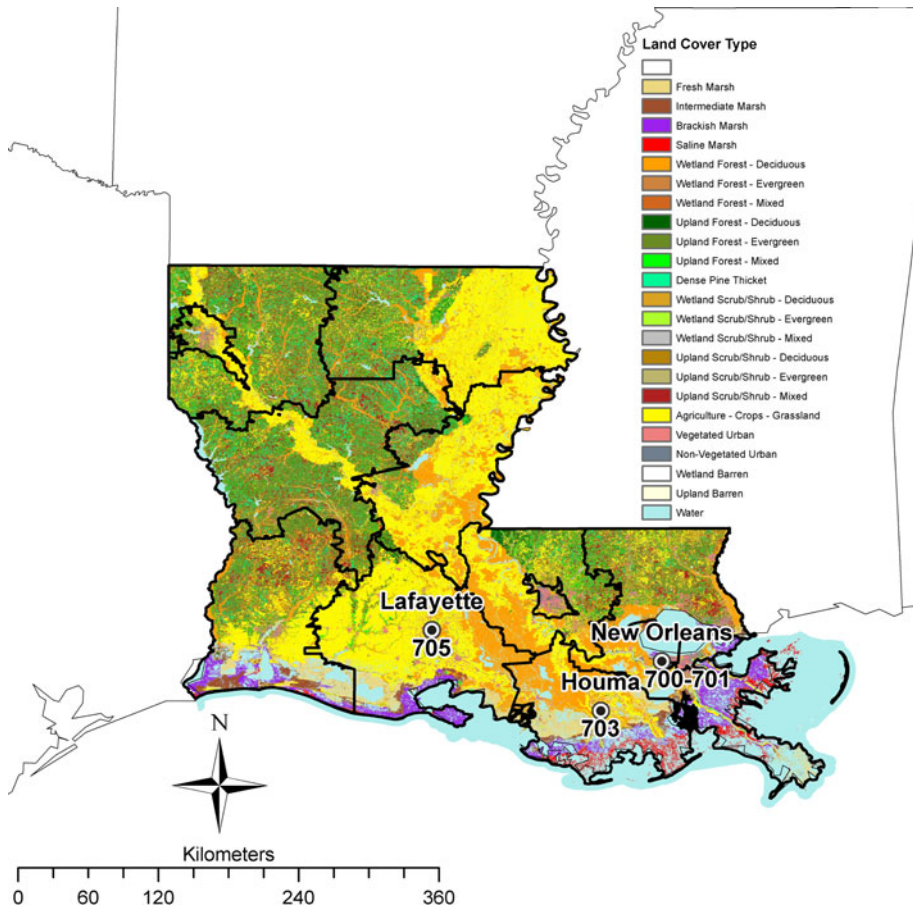 Land Cover Type
Fresh Marsh
Intermediate Marsh
Brackish Marsh
Saline Marsh
Wetland Forest - Deciduous
Wetland Forest - Evergreen
Wetland Forest - Mixed
Upland Forest - Deciduous
Upland Forest - Evergreen
Upland Forest - Mixed
Dense Pine Thicket
Wetland Scrub/Shrub - Deciduous
Wetland Scrub/Shrub - Evergreen
Wetland Scrub/Shrub - Mixed
Upland Scrub/Shrub - Deciduous
Upland Scrub/Shrub - Evergreen
Upland Scrub/Shrub - Mixed
Agriculture - Crops - Grassland
Vegetated Urban
Non-Vegetated Urban
Wetland Barren
Upland Barren
Water
Lafayette
705
New Orleans
700-701
Houma
703
N
Kilometers
0 60 120 240 360